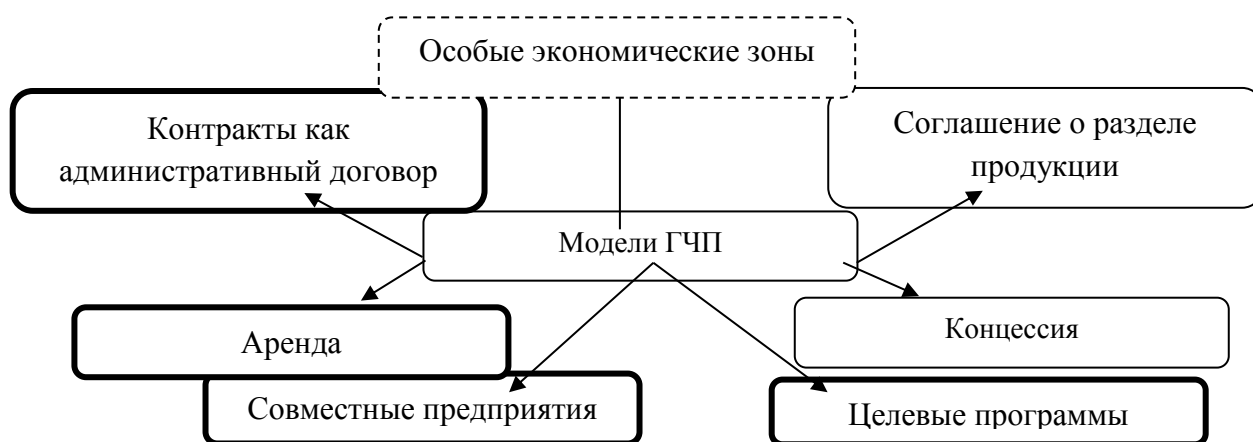 Особые экономические зоны
Контракты как
административный договор
Соглашение о разделе
продукции
Модели ГЧП
Аренда
Концессия
Совместные предприятия
Целевые программы